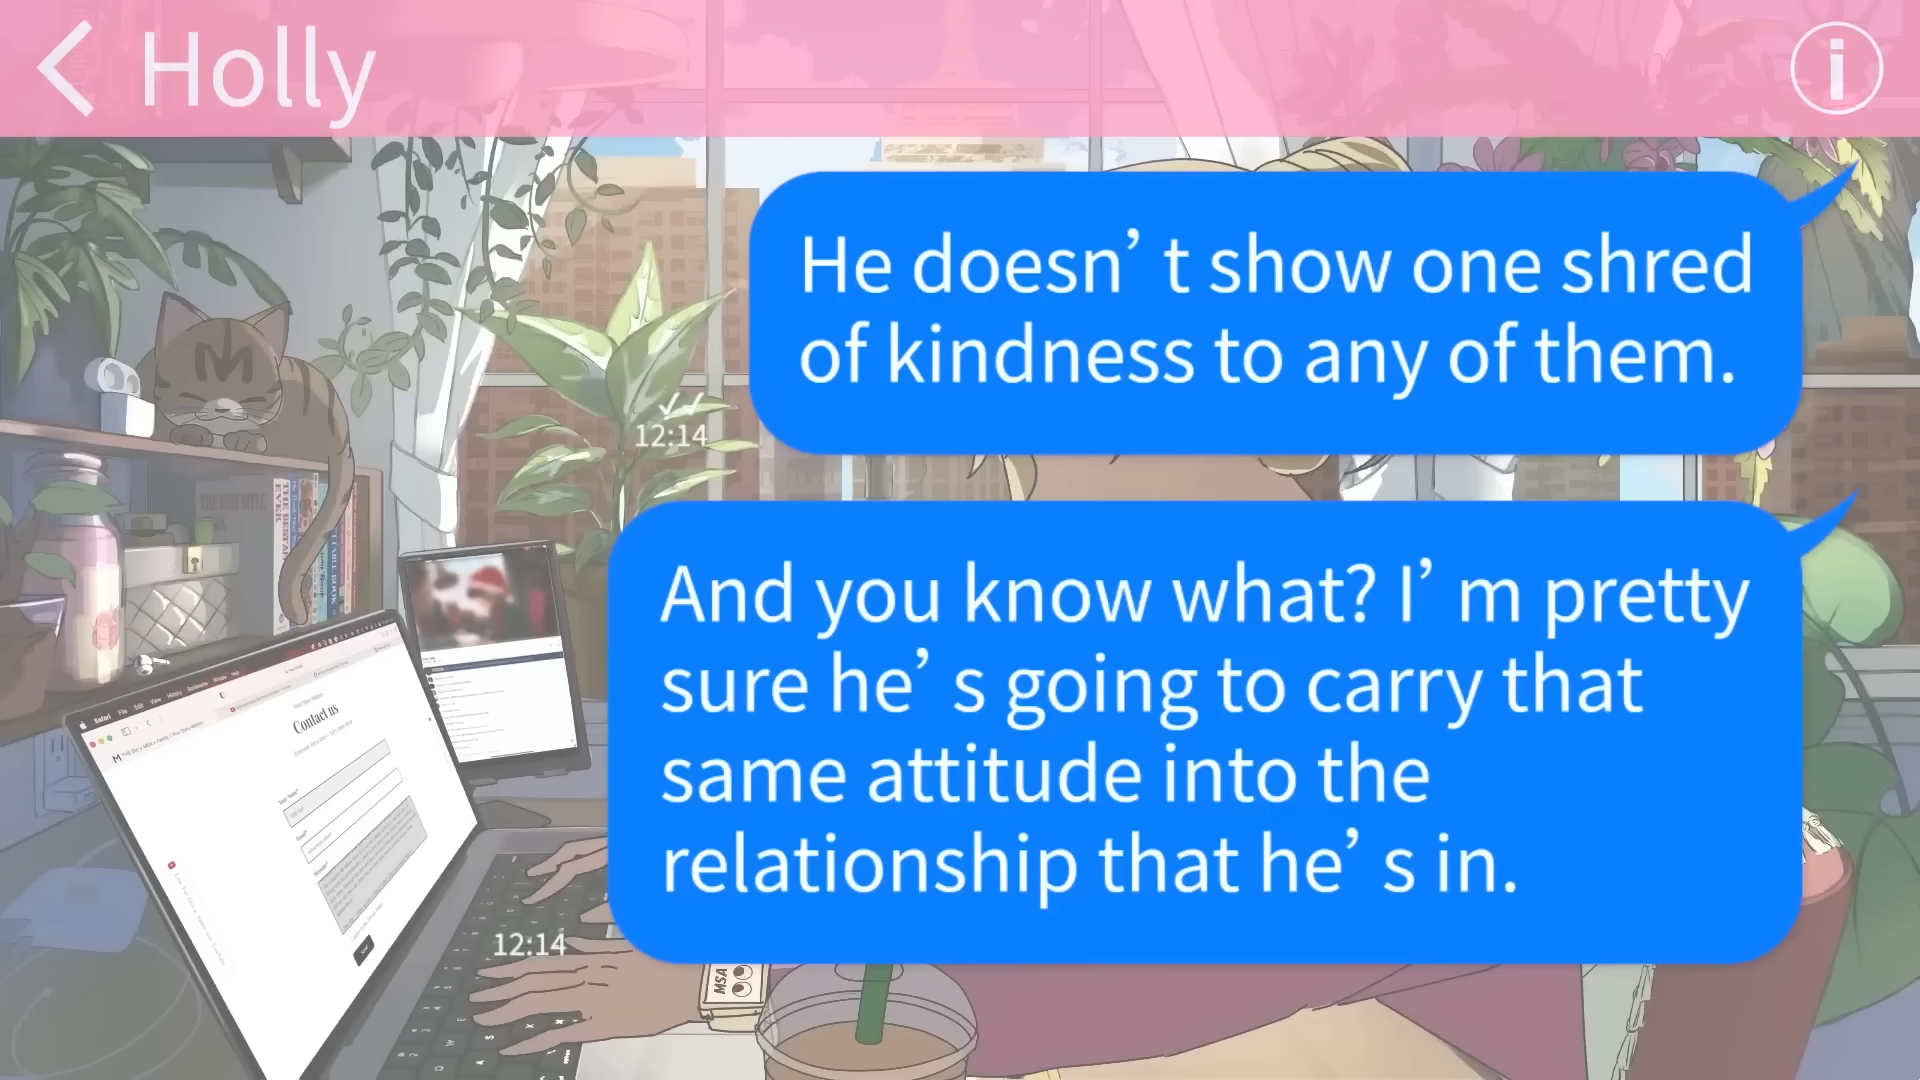 Holly
i
He doesn’t show one shred
of kindness to any of them.
12:14
And you know what? I’m pretty
sure he’s going to carry that
same attitude into the
relationship that he’s in.
12:14
Contact us
MSA